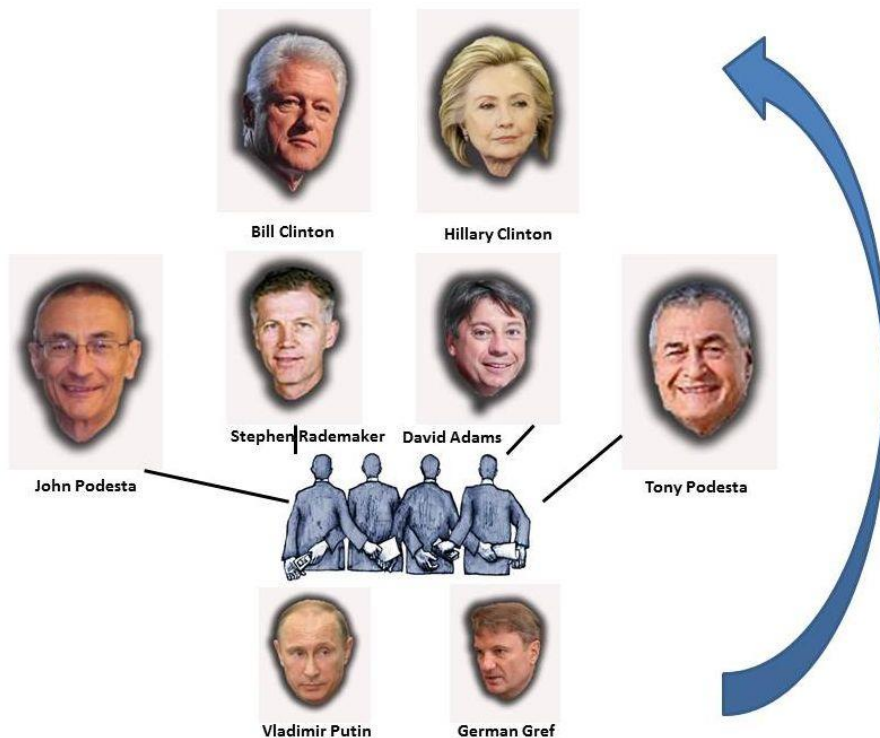 Bill Clinton
Hillary Clinton
Stephen Rademaker
David Adams
John Podesta
Tony Podesta
Vladimir Putin
German Gref